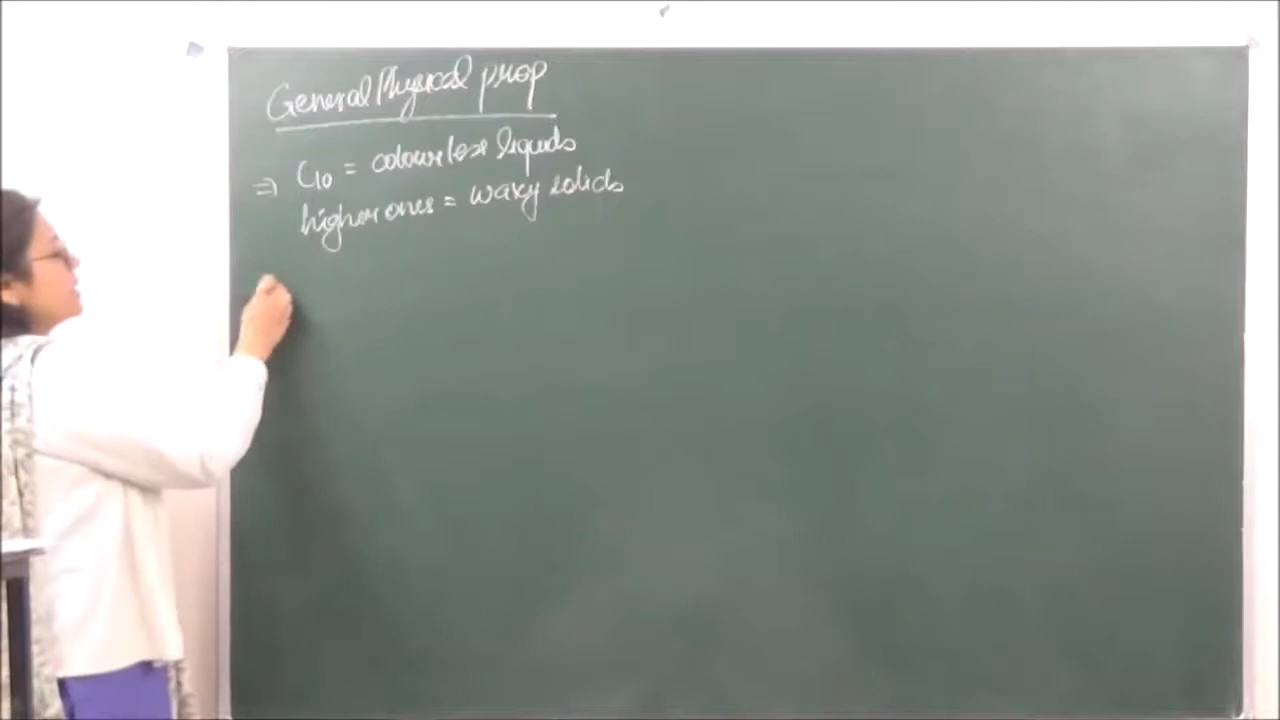 General Physical prop
⇒ C10 = colourless liquids
higher ones = waxy solids